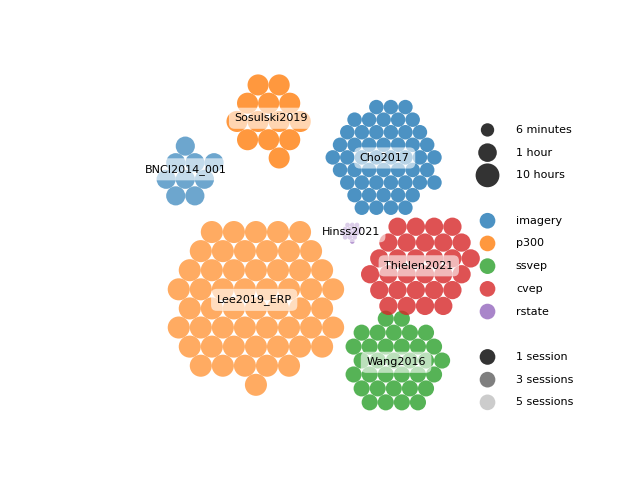 Sosulski2019
BNCI2014_001
Cho2017
Hinss2021
Thielen2021
Lee2019_ERP
Wang2016
6 minutes
1 hour
10 hours
imagery
p300
ssvep
cvep
rstate
1 session
3 sessions
5 sessions